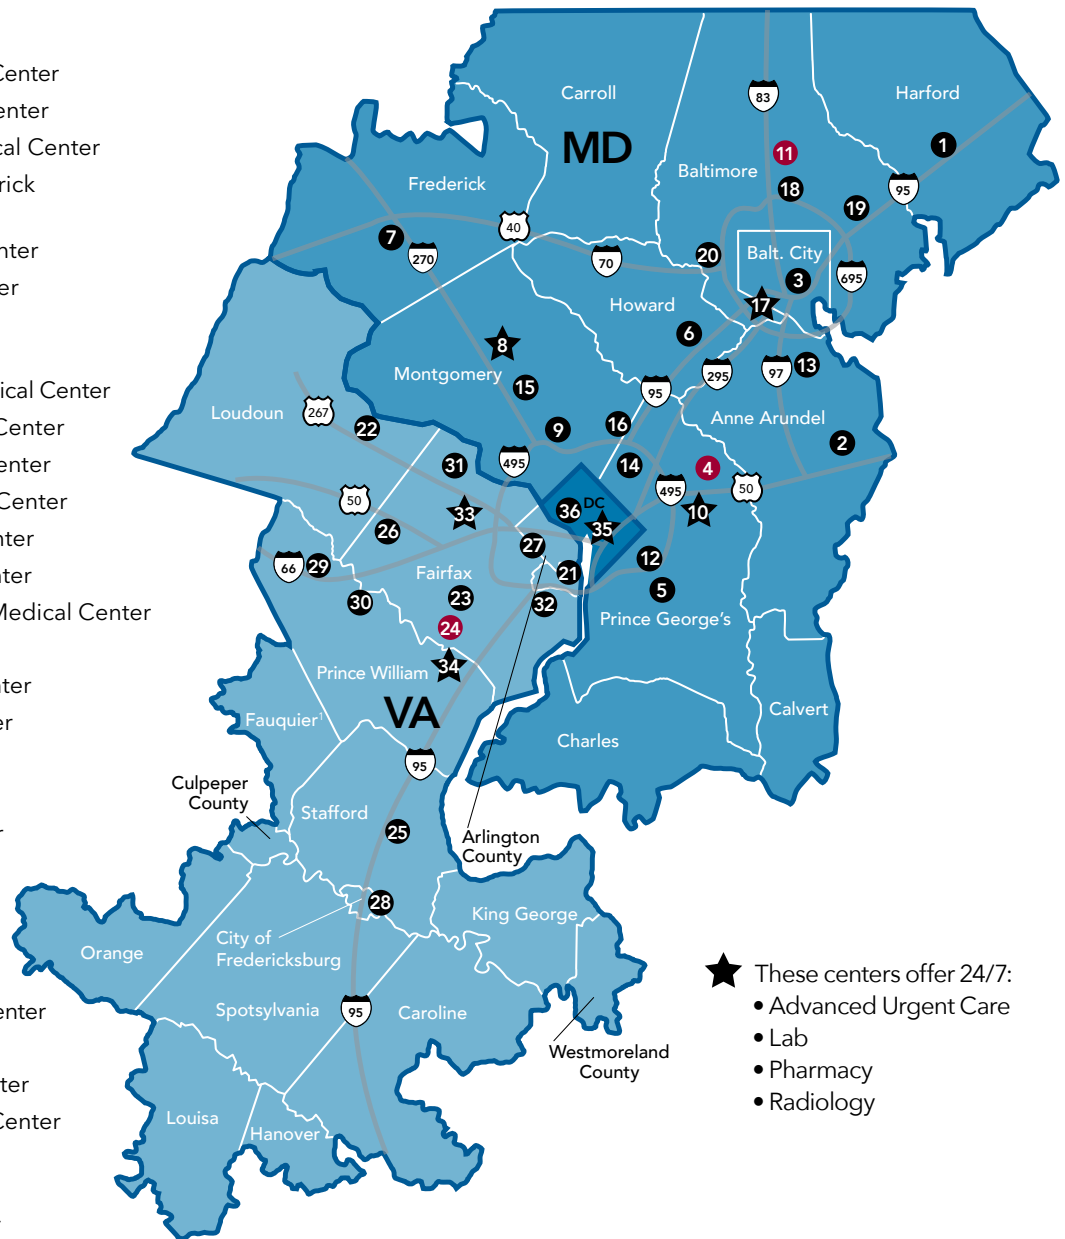 Center
enter
cal Center
rick
nter
er
ical Center
Center
enter
Center
nter
ter
Medical Center
ter
er
r
enter
ter
Center
Carroll
83
Harford
MD
1
11
Baltimore
Frederick
18
95
19
40
7
270
70
20
Balt. City
3
695
17
Howard
6
8
Montgomery
15
295
97
13
95
Loudoun
267
22
9
16
Anne Arundel
2
31
495
14
4
495
50
50
33
36
DC
35
10
26
27
66
29
Fairfax
21
12
30
23
32
5
24
Prince George's
34
Prince William
VA
Fauquier¹
Calvert
Charles
95
Culpeper
County
Stafford
25
Arlington
County
28
King George
City of
Fredericksburg
Orange
Spotsylvania
95
Caroline
Westmoreland
County
Louisa
Hanover
These centers offer 24/7:
• Advanced Urgent Care
• Lab
• Pharmacy
• Radiology